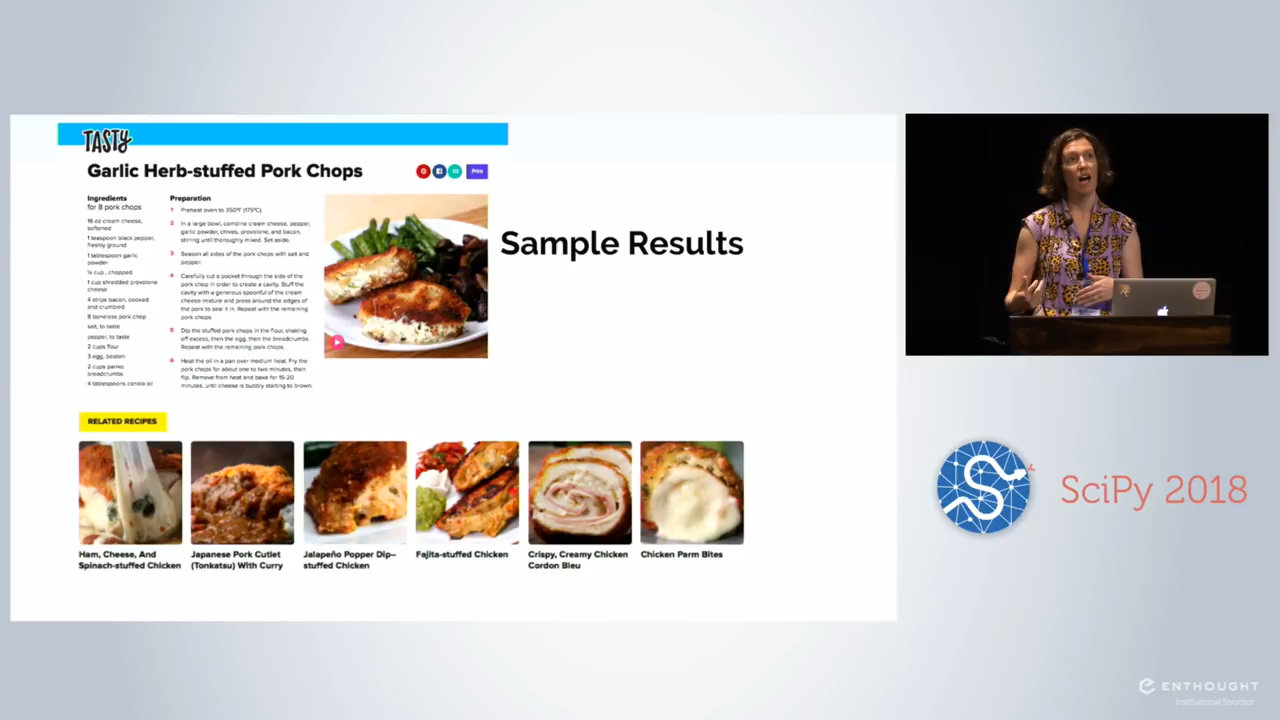 TASTY
Garlic Herb-stuffed Pork Chops
Print
Ingredients
for 8 pork chops
16 oz cream cheese,
softened
1 teaspoon black pepper,
freshly ground
1 tablespoon garlic
powder
¼ cup , chopped
1 cup shredded provolone
cheese
4 strips bacon, cooked
and crumbed
8 boneless pork chop
salt, to taste
pepper, to taste
2 cups flour
3 egg, beaten
2 cups panko
breadcrumbs
4 tablespoons canola oil
Preparation
1 Preheat oven to 350°F (175°C).
2 In a large bowl, combine cream cheese, pepper,
garlic powder, chives, provolone, and bacon,
stirring until thoroughly mixed. Set aside.
3 Season all sides of the pork chops with salt and
pepper.
4 Carefully cut a pocket through the side of the
pork chop in order to create a cavity. Stuff the
cavity with a generous spoonful of the cream
cheese mixture and press around the edges of
the pork to seal it in. Repeat with the remaining
pork chops.
5 Dip the stuffed pork chops in the flour, shaking
off excess, then the egg, then the breadcrumbs.
Repeat with the remaining pork chops.
6 Heat the oil in a pan over medium heat. Fry the
pork chops for about one to two minutes, then
flip. Remove from heat and bake for 15-20
minutes, until cheese is bubbly starting to brown.
Sample Results
RELATED RECIPES
Ham, Cheese, And
Spinach-stuffed Chicken
Japanese Pork Cutlet
(Tonkatsu) With Curry
Jalapeño Popper Dip–
stuffed Chicken
Fajita-stuffed Chicken
Crispy, Creamy Chicken
Cordon Bleu
Chicken Parm Bites
SciPy 2018
ENTHOUGHT
Institutional Sponsor